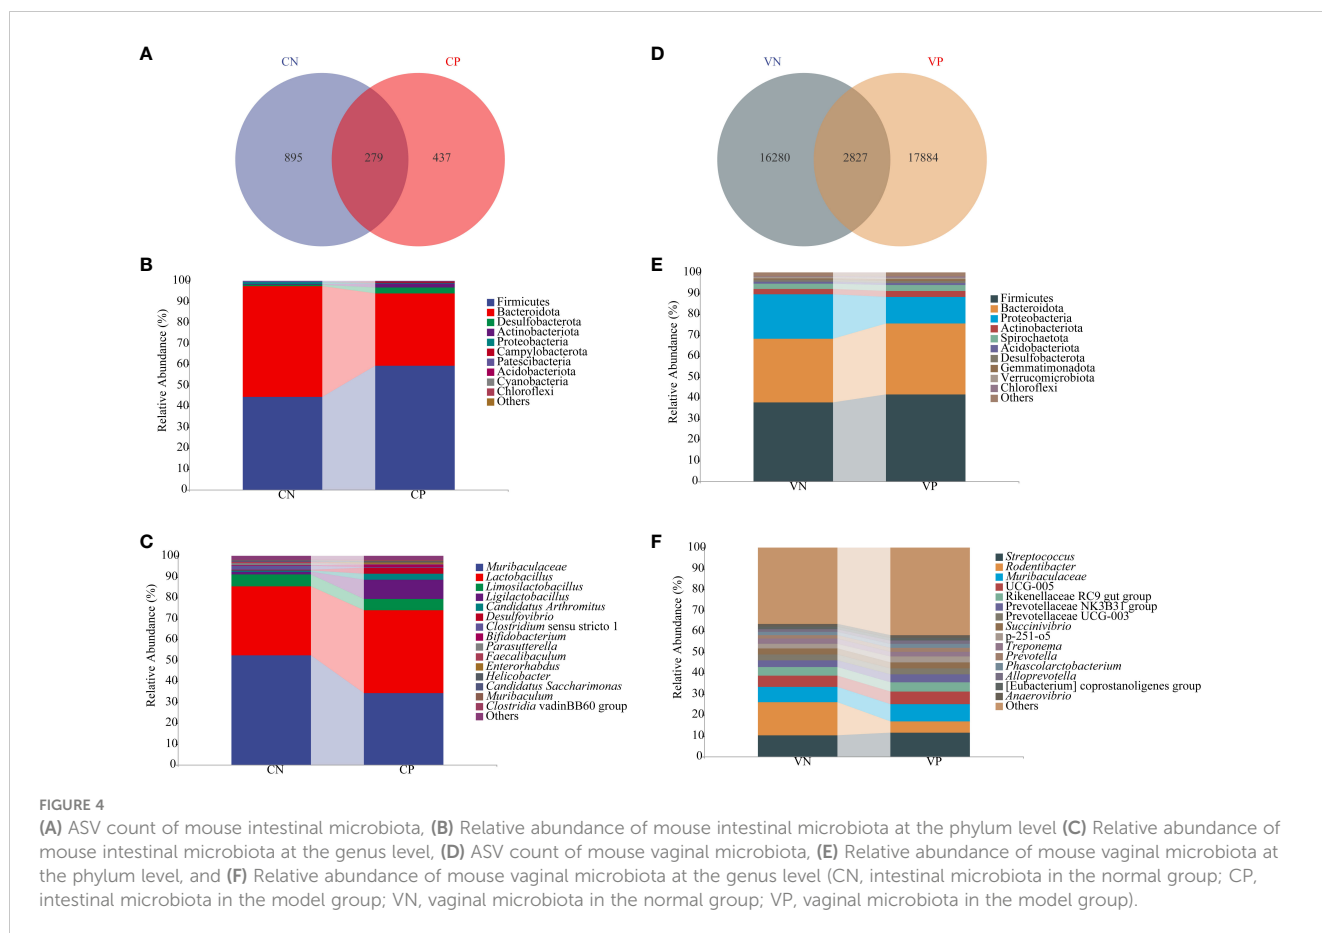 A
CN
CP
895
279
437
B
100
90
80
70
60
50
40
30
20
10
0
Relative Abundance (%)
CN
CP
Firmicutes
Bacteroidota
Desulfobacterota
Actinobacteriota
Proteobacteria
Campylobacterota
Patescibacteria
Acidobacteriota
Cyanobacteria
Chloroflexi
Others
C
100
90
80
70
60
50
40
30
20
10
0
Relative Abundance (%)
CN
CP
Muribaculaceae
Lactobacillus
Limosilactobacillus
Ligilactobacillus
Candidatus Arthromitus
Desulfovibrio
Clostridium sensu stricto 1
Bifidobacterium
Parasutterella
Faecalibaculum
Enterorhabdus
Helicobacter
Candidatus Saccharimonas
Muribaculum
Clostridia vadinBB60 group
Others
D
VN
VP
16280
2827
17884
E
100
90
80
70
60
50
40
30
20
10
0
Relative Abundance (%)
VN
VP
Firmicutes
Bacteroidota
Proteobacteria
Actinobacteriota
Spirochaetota
Acidobacteriota
Desulfobacterota
Gemmatimonadota
Verrucomicrobiota
Chloroflexi
Others
F
100
90
80
70
60
50
40
30
20
10
0
Relative Abundance (%)
VN
VP
Streptococcus
Rodentibacter
Muribaculaceae
UCG-005
Rikenellaceae RC9 gut group
Prevotellaceae NK3B31 group
Prevotellaceae UCG-003
Succinivibrio
p-251-o5
Treponema
Prevotella
Phascolarctobacterium
Alloprevotella
[Eubacterium] coprostanoligenes group
Anaerovibrio
Others
FIGURE 4
(A) ASV count of mouse intestinal microbiota, (B) Relative abundance of mouse intestinal microbiota at the phylum level (C) Relative abundance of
mouse intestinal microbiota at the genus level, (D) ASV count of mouse vaginal microbiota, (E) Relative abundance of mouse vaginal microbiota at
the phylum level, and (F) Relative abundance of mouse vaginal microbiota at the genus level (CN, intestinal microbiota in the normal group; CP,
intestinal microbiota in the model group; VN, vaginal microbiota in the normal group; VP, vaginal microbiota in the model group).